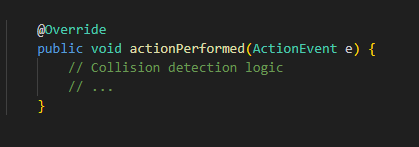 @Override
public void actionPerformed(ActionEvent e) {
    // Collision detection logic
    // ...
}